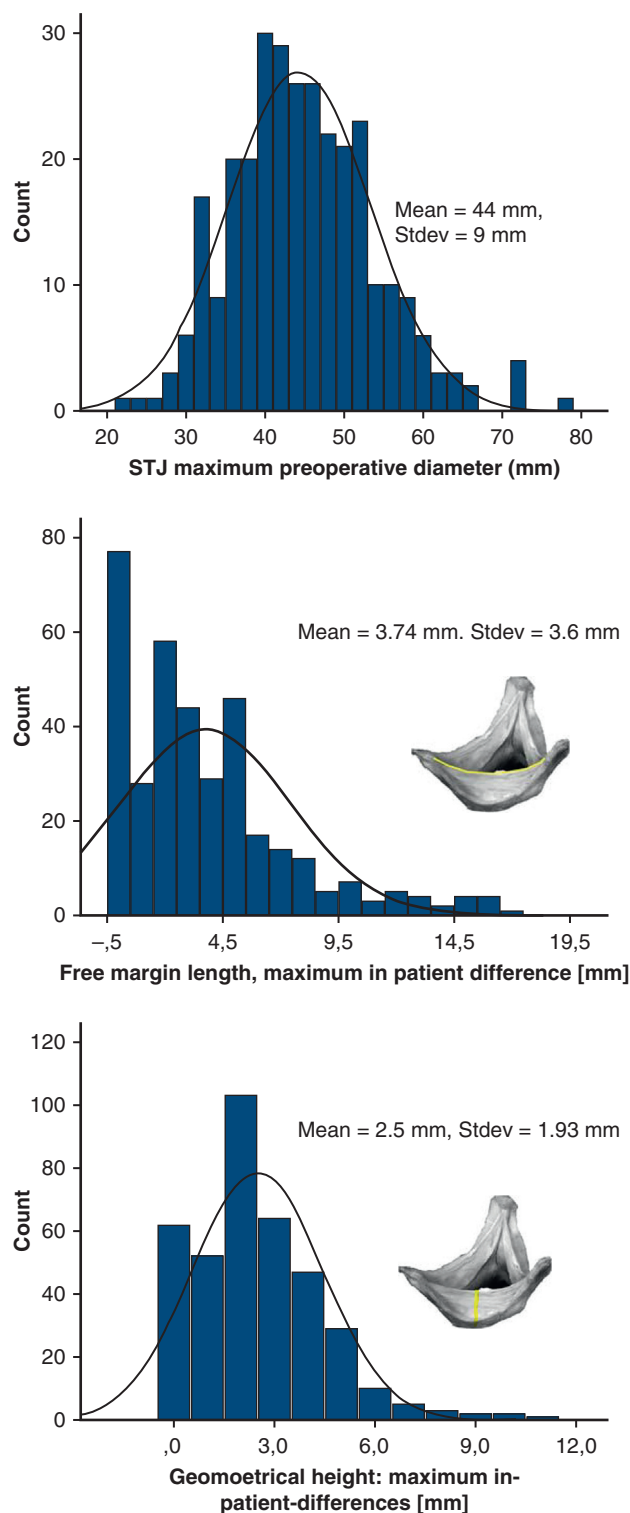 30
20
10
0
Count
Mean = 44 mm,
Stdev = 9 mm
20 30 40 50 60 70 80
STJ maximum preoperative diameter (mm)
80
60
40
20
0
Count
Mean = 3.74 mm. Stdev = 3.6 mm
–,5 4,5 9,5 14,5 19,5
Free margin length, maximum in patient difference [mm]
120
100
80
60
40
20
0
Count
Mean = 2.5 mm, Stdev = 1.93 mm
,0 3,0 6,0 9,0 12,0
Geomoetrical height: maximum in-
patient-differences [mm]